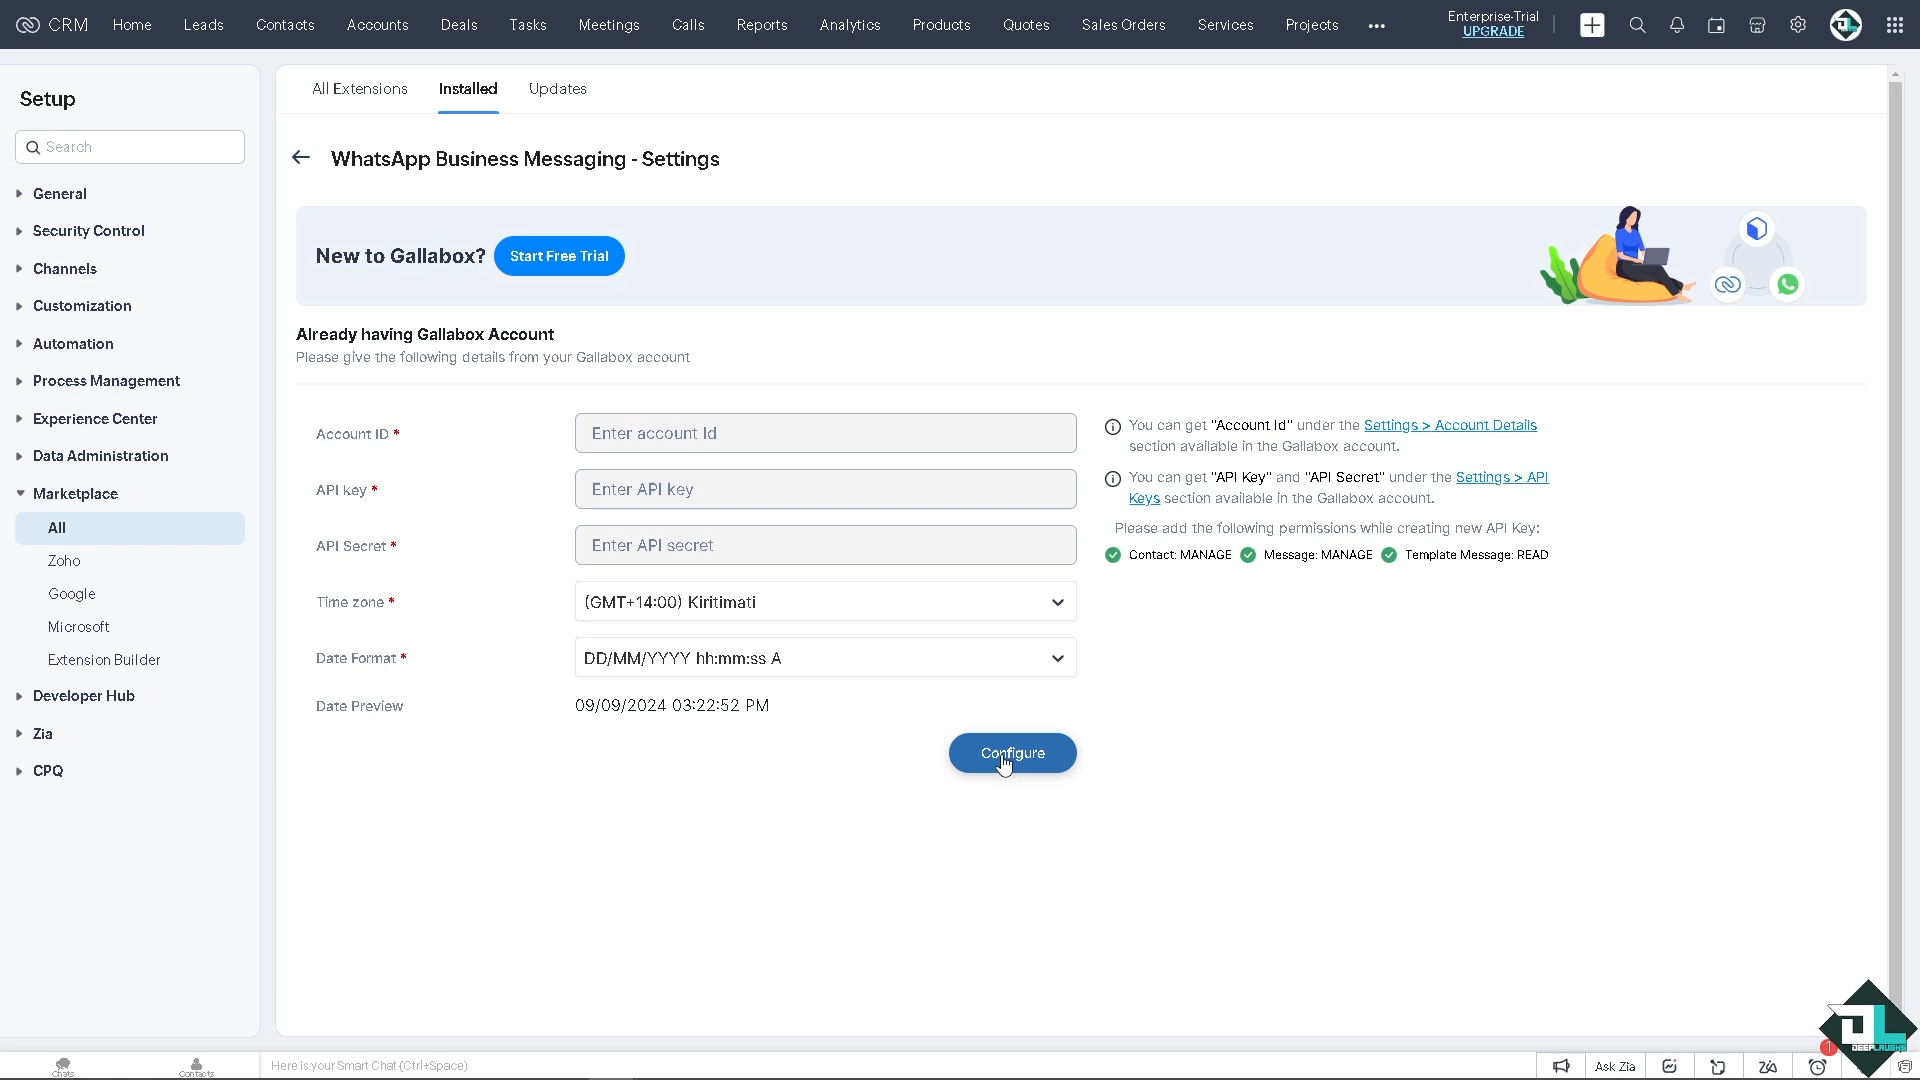 CRM Home Leads Contacts Accounts Deals Tasks Meetings Calls Reports Analytics Products Quotes Sales Orders Services Projects ••• Enterprise-Trial
UPGRADE
Setup
Search
General
Security Control
Channels
Customization
Automation
Process Management
Experience Center
Data Administration
Marketplace
All
Zoho
Google
Microsoft
Extension Builder
Developer Hub
Zia
CPQ
All Extensions Installed Updates
WhatsApp Business Messaging - Settings
New to Gallabox? Start Free Trial
Already having Gallabox Account
Please give the following details from your Gallabox account
Account ID * Enter account Id
API key * Enter API key
API Secret * Enter API secret
Time zone * (GMT+14:00) Kiritimati
Date Format * DD/MM/YYYY hh:mm:ss A
Date Preview 09/09/2024 03:22:52 PM
Configure
You can get "Account Id" under the Settings > Account Details
section available in the Gallabox account.
You can get "API Key" and "API Secret" under the Settings > API
Keys section available in the Gallabox account.
Please add the following permissions while creating new API Key:
Contact: MANAGE Message: MANAGE Template Message: READ
Chats Contacts Here is your Smart Chat (Ctrl+Space) Ask Zia 1
DEEPLAUGHS